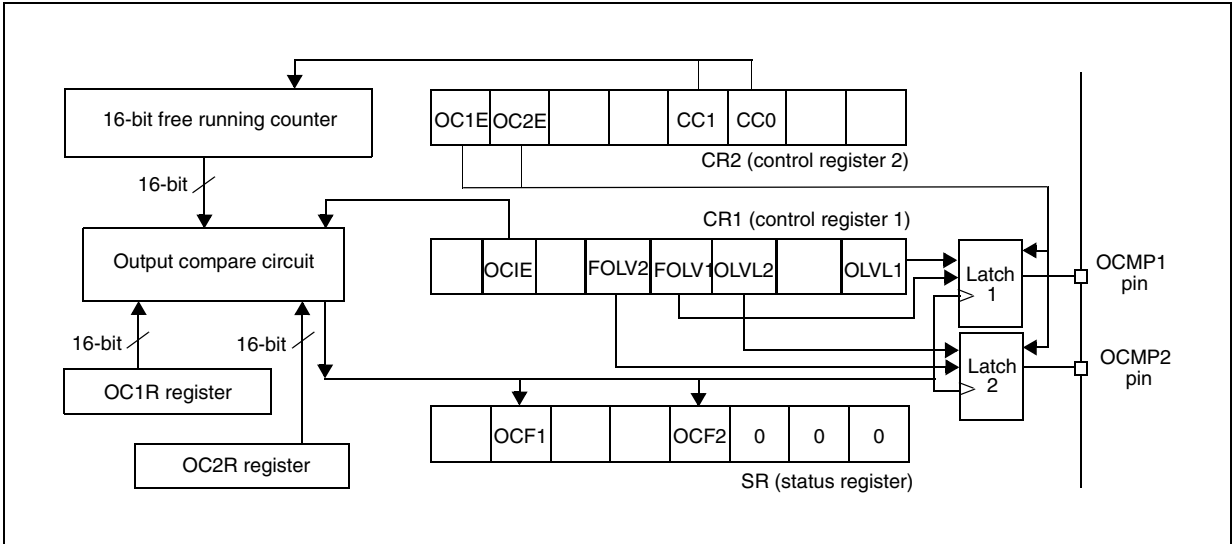 16-bit free running counter
OC1E OC2E CC1 CC0
CR2 (control register 2)
16-bit
CR1 (control register 1)
Output compare circuit
OCIE FOLV2 FOLV1 OLVL2 OLVL1
Latch
1
OCMP1
pin
16-bit
16-bit
Latch
2
OCMP2
pin
OC1R register
OCF1 OCF2 0 0 0
OC2R register
SR (status register)